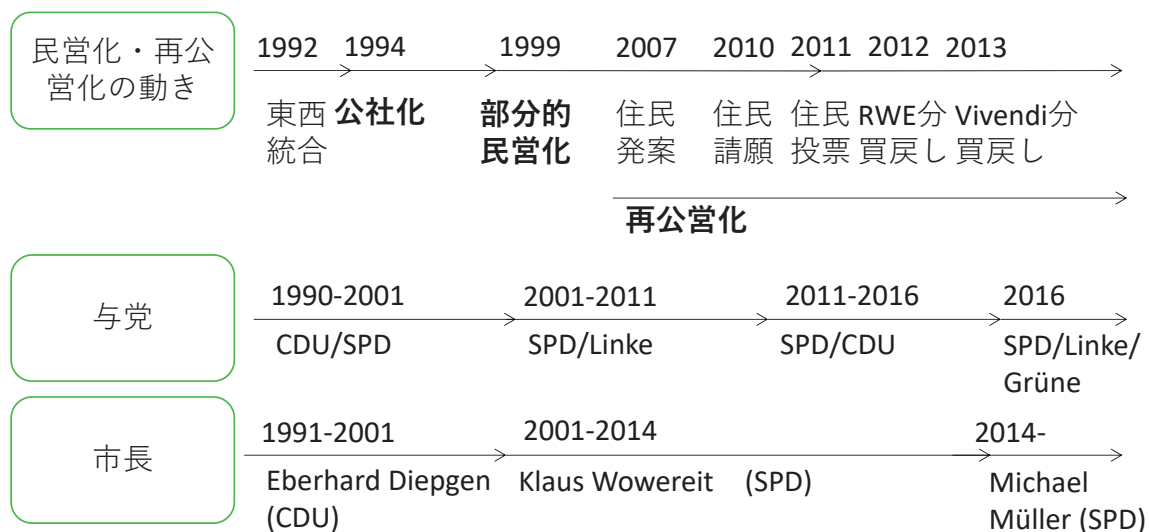 民営化・再公
営化の動き
1992 1994 1999 2007 2010 2011 2012 2013
東西 公社化 部分的 住民 住民 住民 RWE分 Vivendi分
統合 民営化 発案 請願 投票 買戻し 買戻し
再公営化
与党
1990-2001 2001-2011 2011-2016 2016
CDU/SPD SPD/Linke SPD/CDU SPD/Linke/
Grüne
市長
1991-2001 2001-2014 2014-
Eberhard Diepgen Klaus Wowereit (SPD) Michael
(CDU) Müller (SPD)